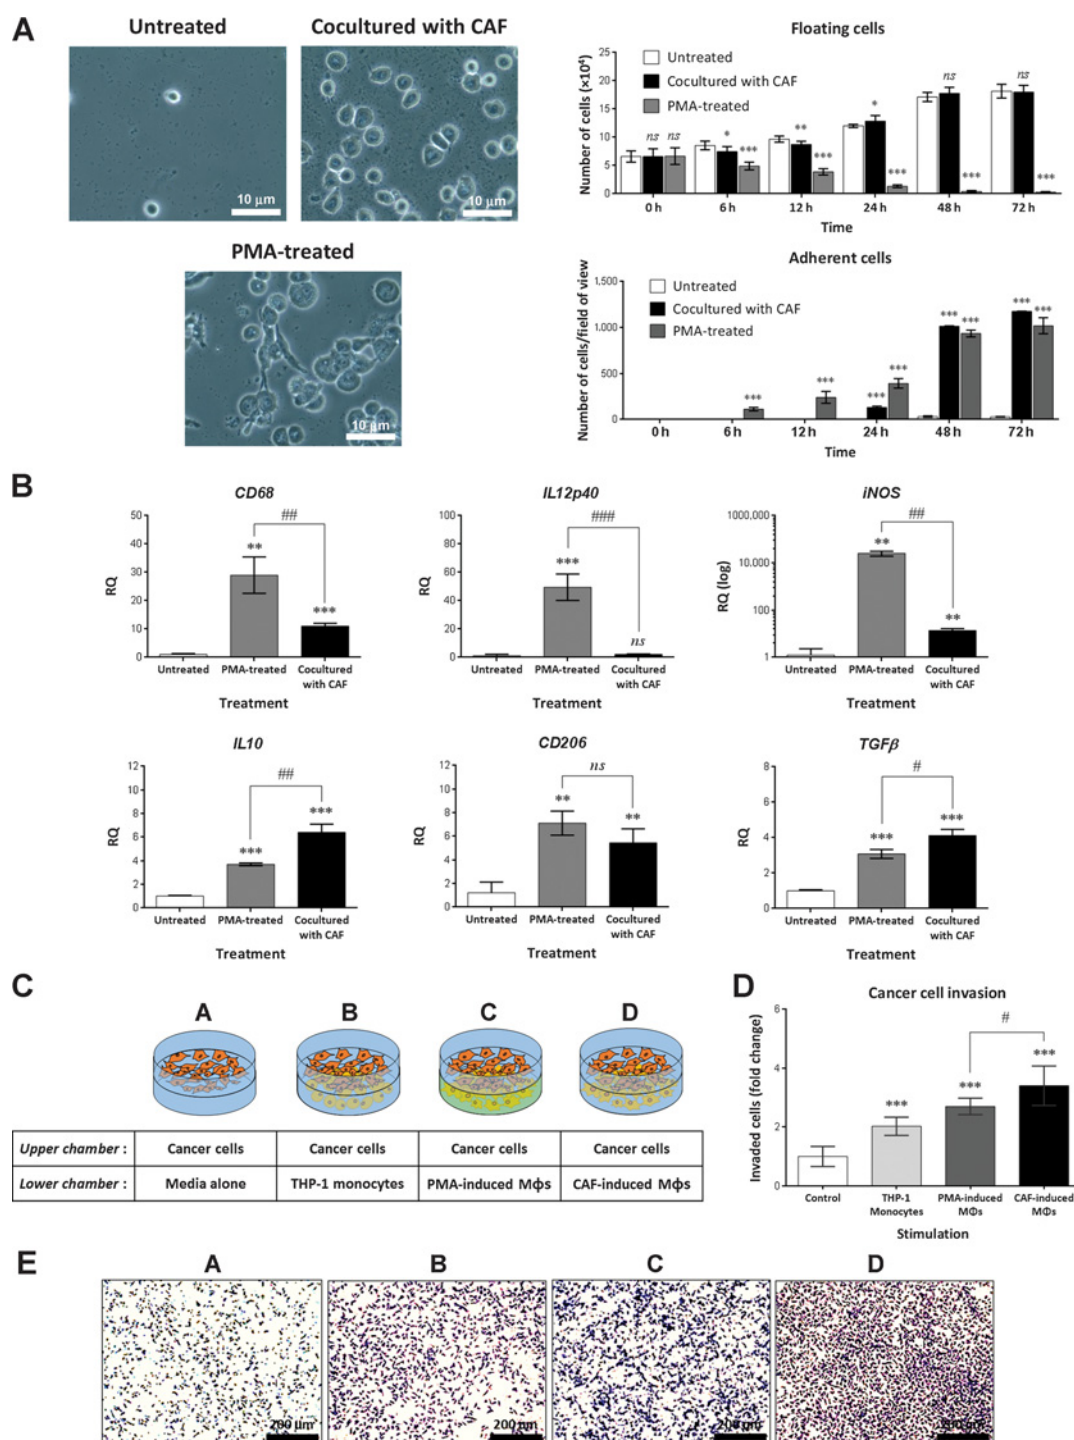 A
Untreated
Cocultured with CAF
10 µm
10 µm
PMA-treated
10 µm
Floating cells
Number of cells (×10⁴)
25
20
15
10
5
0
Untreated
Cocultured with CAF
PMA-treated
ns ns * *** ** *** * *** ns *** ns ***
0 h 6 h 12 h 24 h 48 h 72 h
Time
Adherent cells
Number of cells/field of view
1,500
1,000
500
0
Untreated
Cocultured with CAF
PMA-treated
*** *** *** *** *** *** *** ***
0 h 6 h 12 h 24 h 48 h 72 h
Time
B
CD68
RQ
50
40
30
20
10
0
##
** ***
Untreated PMA-treated Cocultured
with CAF
Treatment
IL12p40
RQ
100
80
60
40
20
0
###
*** ns
Untreated PMA-treated Cocultured
with CAF
Treatment
iNOS
RQ (log)
1000,000
10,000
100
1
##
** **
Untreated PMA-treated Cocultured
with CAF
Treatment
IL10
RQ
12
10
8
6
4
2
0
##
*** ***
Untreated PMA-treated Cocultured
with CAF
Treatment
CD206
RQ
12
10
8
6
4
2
0
ns
** **
Untreated PMA-treated Cocultured
with CAF
Treatment
TGFβ
RQ
8
6
4
2
0
#
*** ***
Untreated PMA-treated Cocultured
with CAF
Treatment
C
A B C D
Upper chamber : Cancer cells Cancer cells Cancer cells Cancer cells
Lower chamber : Media alone THP-1 monocytes PMA-induced MΦs CAF-induced MΦs
D
Cancer cell invasion
Invaded cells (fold change)
6
4
2
0
#
*** *** ***
Control THP-1 PMA-induced CAF-induced
Monocytes MΦs MΦs
Stimulation
E
A B C D
200 µm 200 µm 200 µm 200 µm